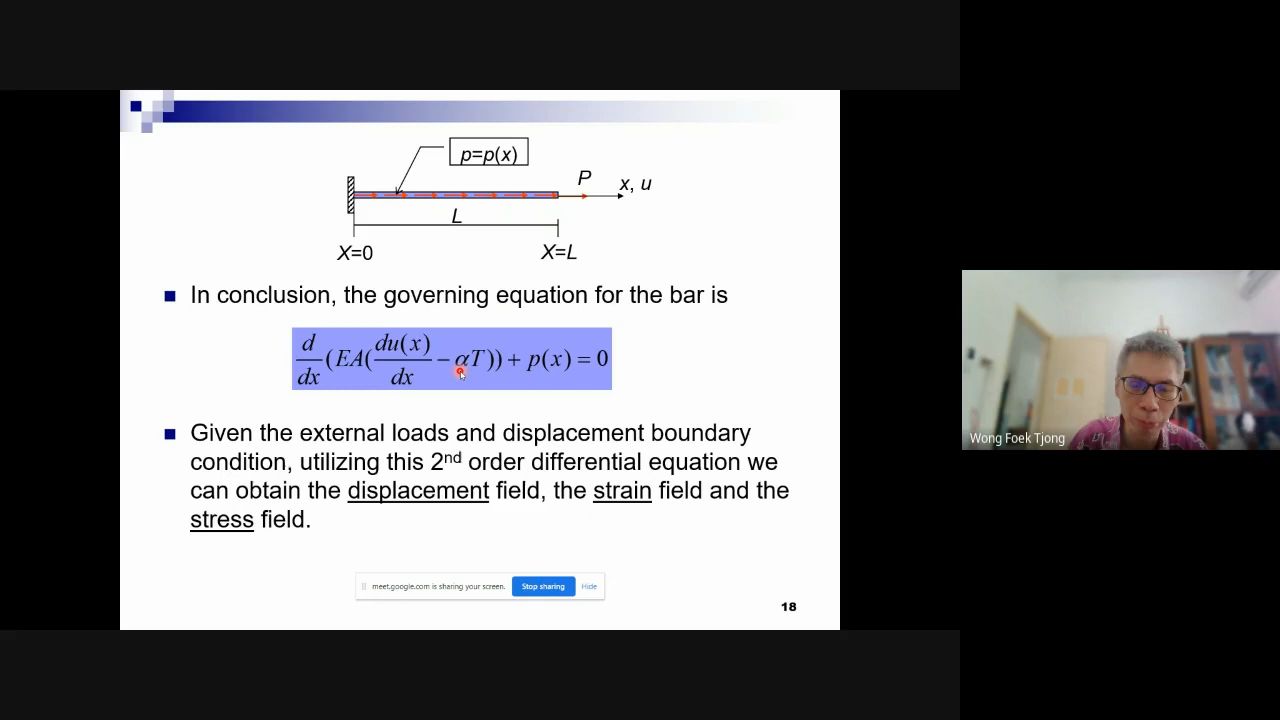 p=p(x)
P
x, u
L
X=0
X=L
In conclusion, the governing equation for the bar is
d/dx (EA(du(x)/dx − αT)) + p(x) = 0
Given the external loads and displacement boundary
condition, utilizing this 2nd order differential equation we
can obtain the displacement field, the strain field and the
stress field.
Wong Foek Tjong
meet.google.com is sharing your screen. Stop sharing Hide
18